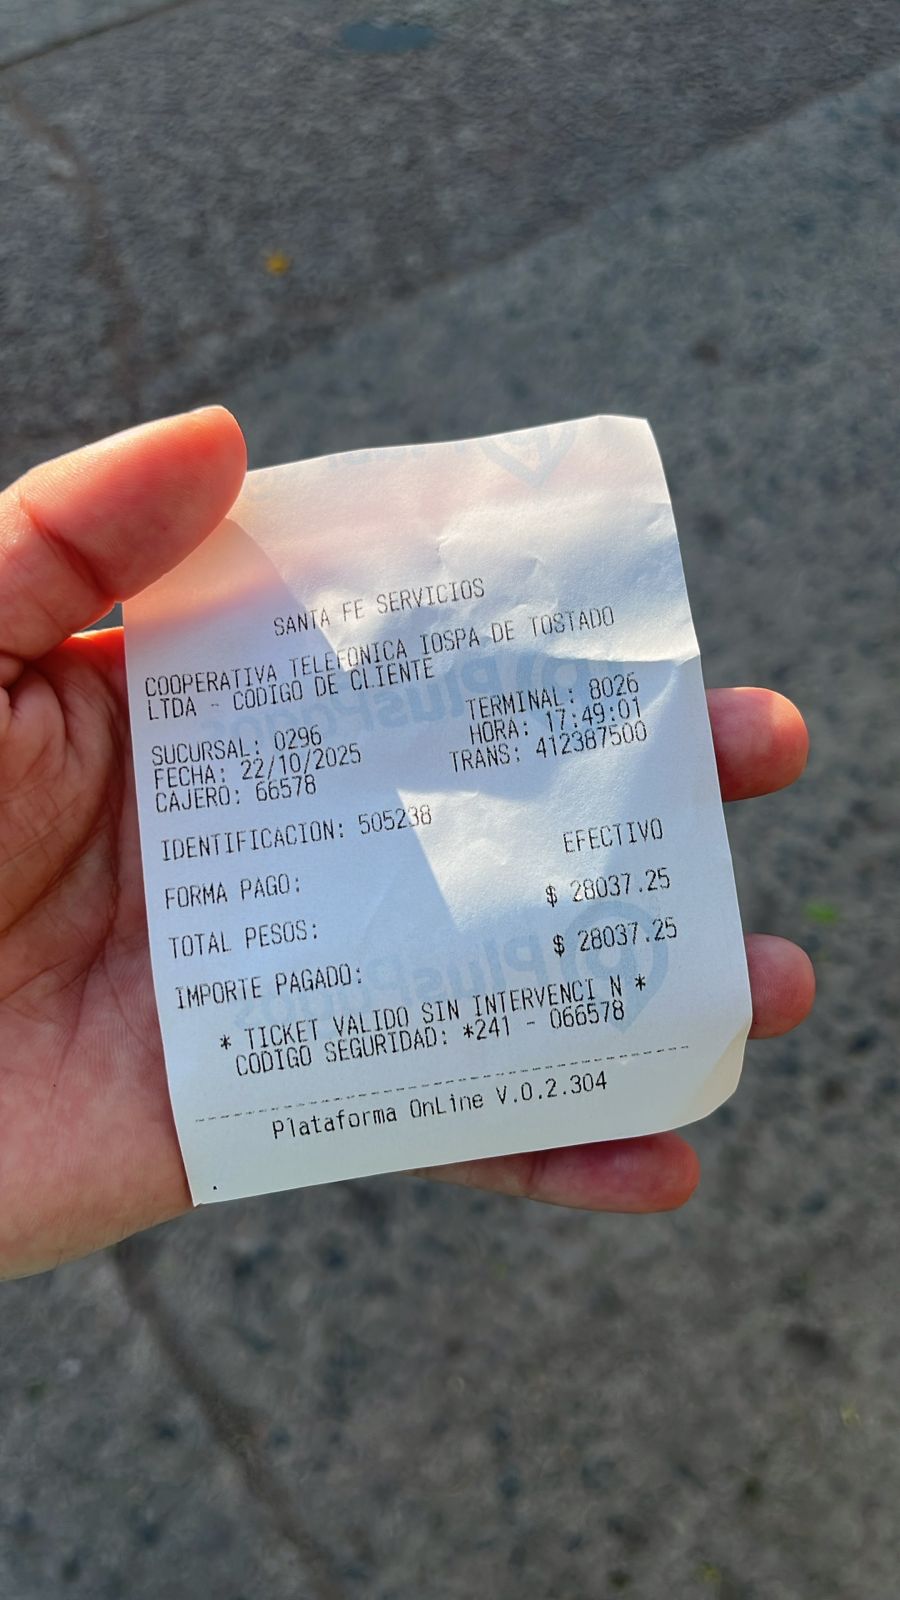 SANTA FE SERVICIOS
COOPERATIVA TELEFONICA IOSPA DE TOSTADO
LTDA - CODIGO DE CLIENTE
SUCURSAL: 0296 TERMINAL: 8026
FECHA: 22/10/2025 HORA: 17:49:01
CAJERO: 66578 TRANS: 412387500
IDENTIFICACION: 505238
FORMA PAGO: EFECTIVO
TOTAL PESOS: $ 28037.25
IMPORTE PAGADO: $ 28037.25
* TICKET VALIDO SIN INTERVENCI N *
CODIGO SEGURIDAD: *241 - 066578
Plataforma OnLine V.0.2.304